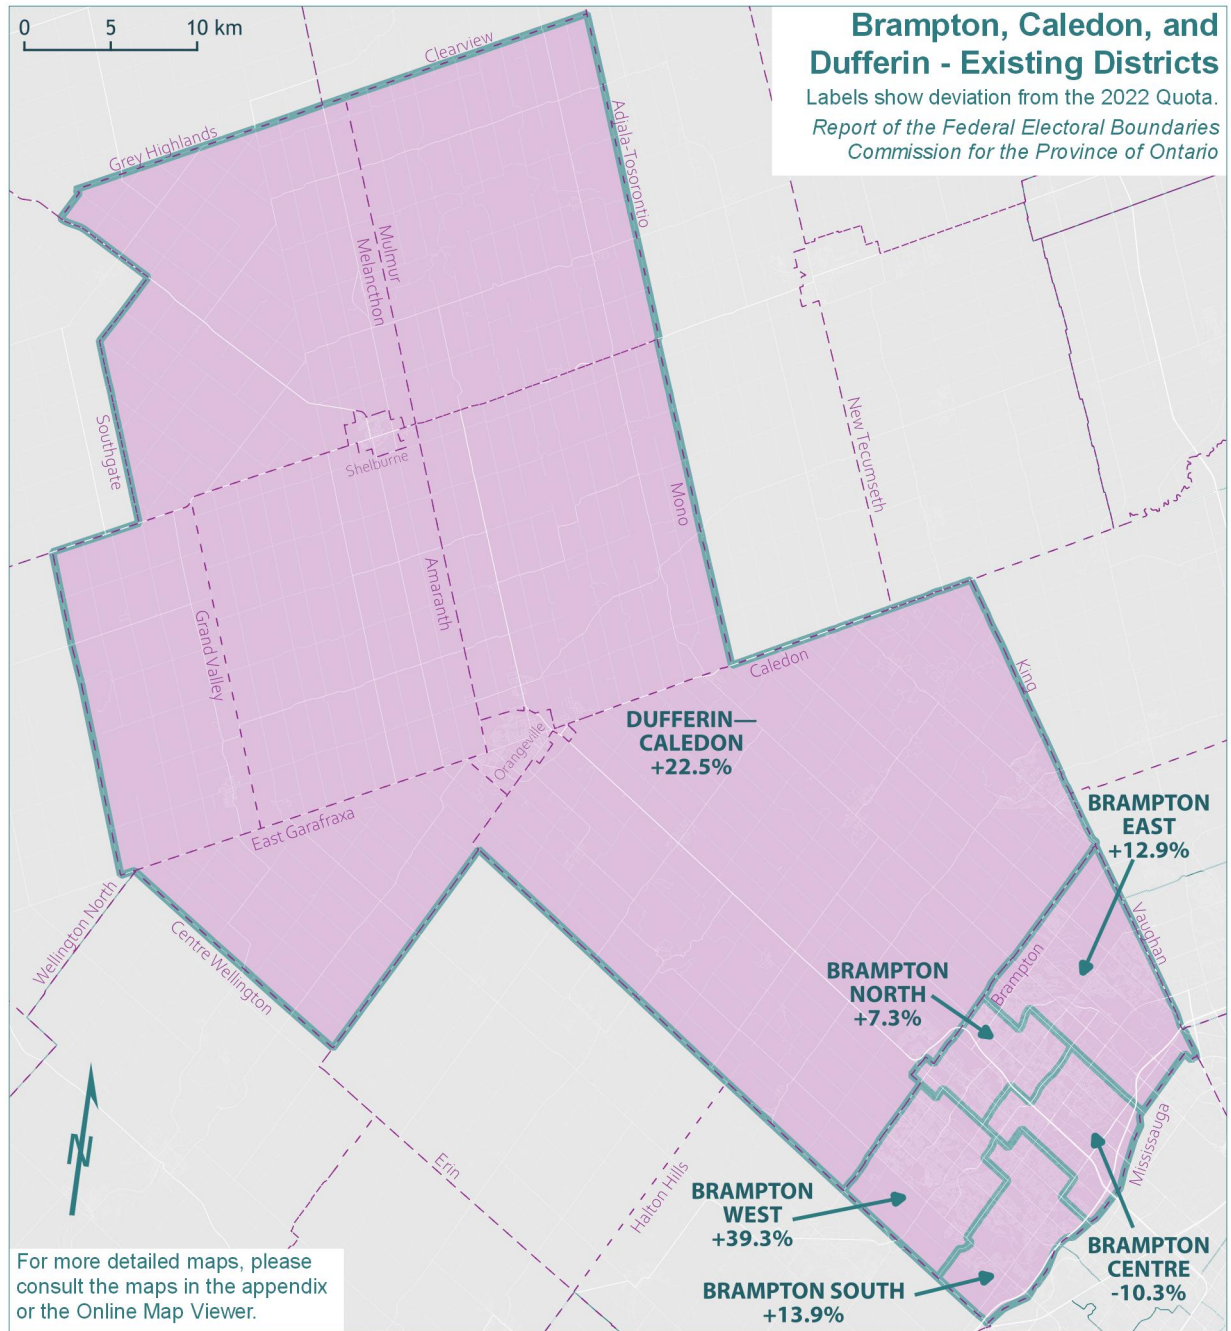 0 5 10 km
Brampton, Caledon, and
Dufferin - Existing Districts
Labels show deviation from the 2022 Quota.
Report of the Federal Electoral Boundaries
Commission for the Province of Ontario
Clearview
Grey Highlands
Adjala-Tosorontio
Mulmur
Melancthon
Southgate
Shelburne
New Tecumseth
Mono
Amaranth
Grand Valley
Caledon
King
Orangeville
DUFFERIN—
CALEDON
+22.5%
East Garafraxa
BRAMPTON
EAST
+12.9%
Wellington North
Centre Wellington
Vaughan
Brampton
BRAMPTON
NORTH
+7.3%
N
Erin
Halton Hills
Mississauga
BRAMPTON
WEST
+39.3%
BRAMPTON
CENTRE
-10.3%
BRAMPTON SOUTH
+13.9%
For more detailed maps, please
consult the maps in the appendix
or the Online Map Viewer.